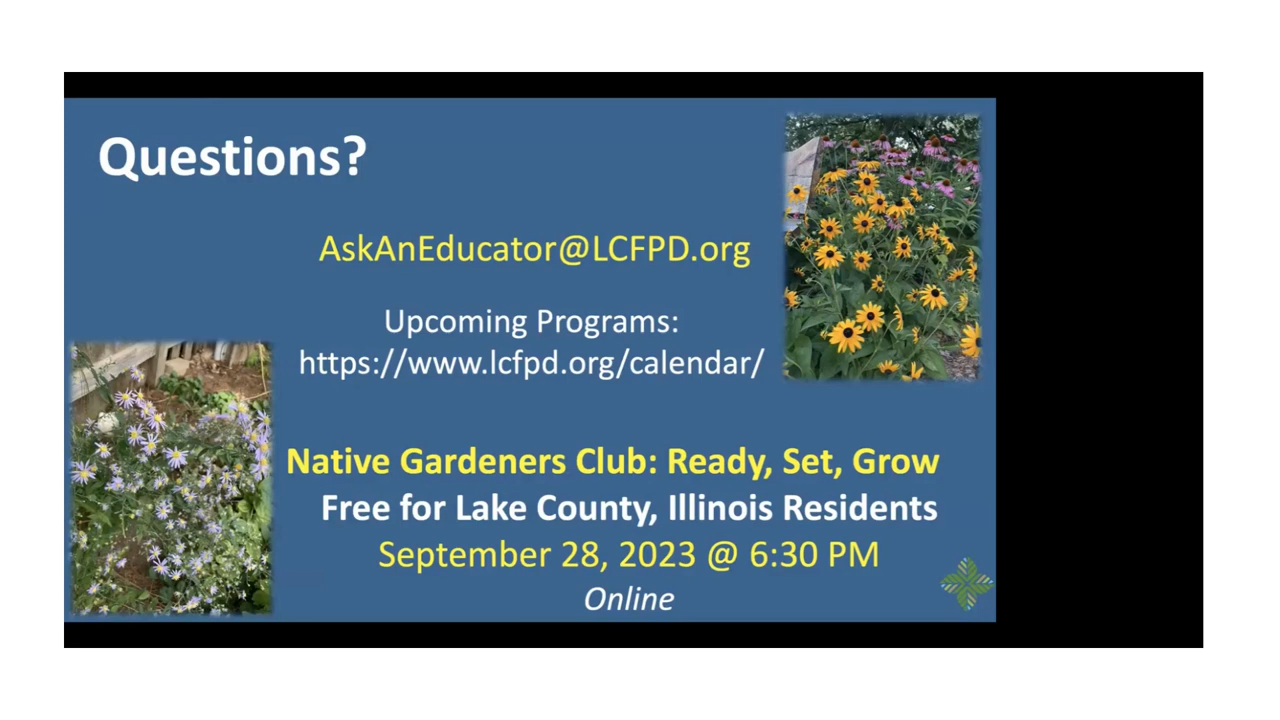 Questions?
AskAnEducator@LCFPD.org
Upcoming Programs:
https://www.lcfpd.org/calendar/
Native Gardeners Club: Ready, Set, Grow
Free for Lake County, Illinois Residents
September 28, 2023 @ 6:30 PM
Online